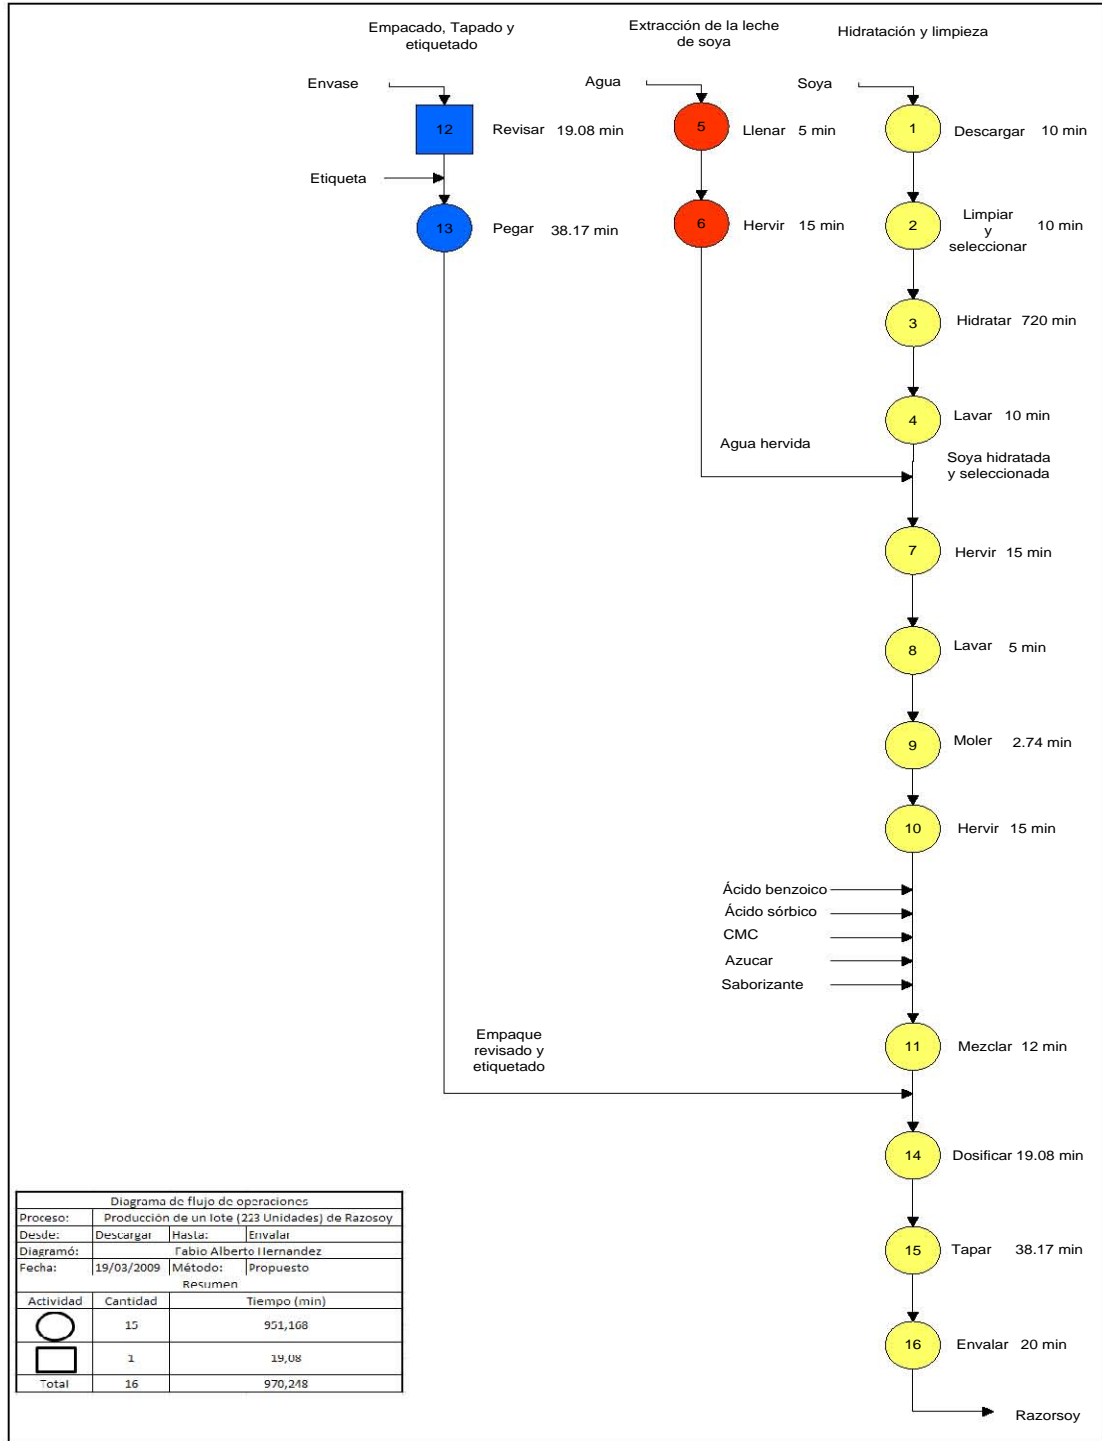 Empacado, Tapado y
etiquetado
Extracción de la leche
de soya
Hidratación y limpieza
Envase
Agua
Soya
12
Revisar 19.08 min
5
Llenar 5 min
1
Descargar 10 min
Etiqueta
13
Pegar 38.17 min
6
Hervir 15 min
2
Limpiar
y
seleccionar
10 min
3
Hidratar 720 min
4
Lavar 10 min
Agua hervida
Soya hidratada
y seleccionada
7
Hervir 15 min
8
Lavar 5 min
9
Moler 2.74 min
10
Hervir 15 min
Ácido benzoico
Ácido sórbico
CMC
Azucar
Saborizante
11
Mezclar 12 min
Empaque
revisado y
etiquetado
14
Dosificar 19.08 min
15
Tapar 38.17 min
16
Envalar 20 min
Razorsoy
Diagrama de flujo de operaciones
Proceso: Producción de un lote (223 Unidades) de Razosoy
Desde: Descargar Hasta: Envalar
Diagramó: Fabio Alberto Hernandez
Fecha: 19/03/2009 Método: Propuesto
Resumen
Actividad Cantidad Tiempo (min)
15 951,168
1 19,08
Total 16 970,248